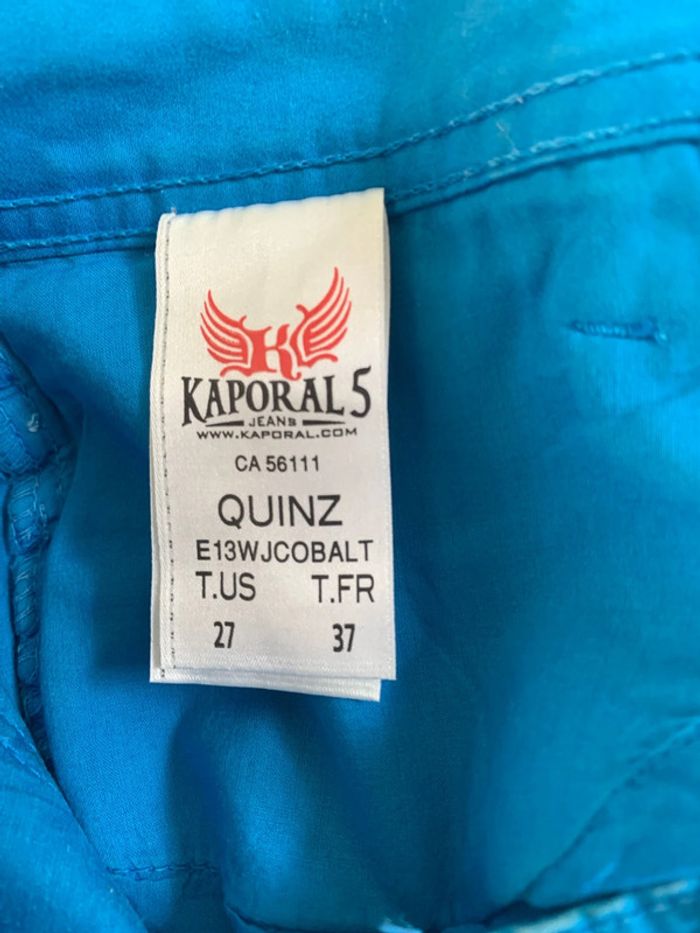 K
KAPORAL 5
JEANS
WWW.KAPORAL.COM
CA 56111
QUINZ
E13WJCOBALT
T.US T.FR
27 37